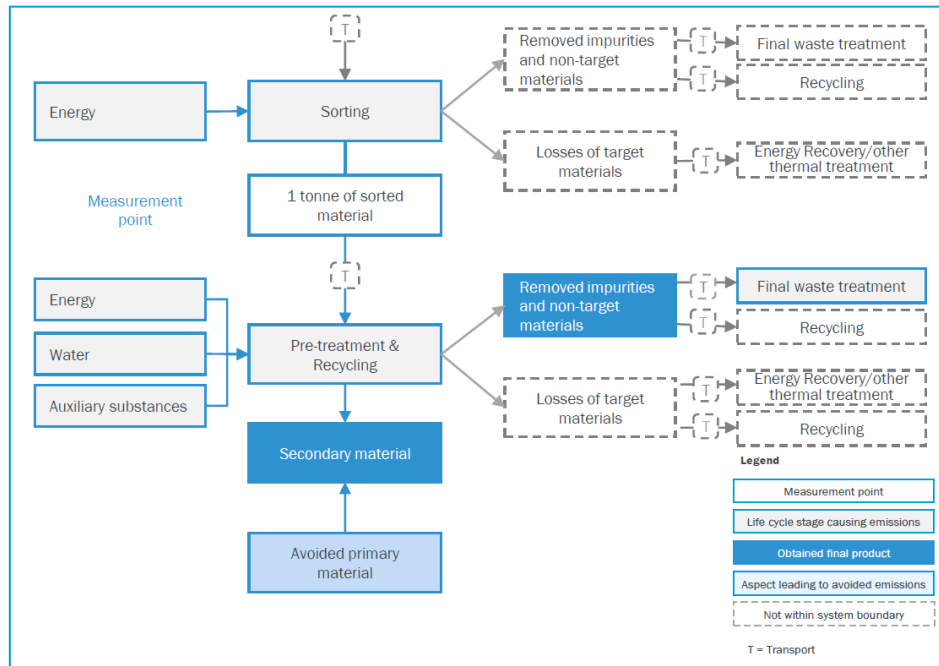 T
Removed impurities
and non-target
materials
T
Final waste treatment
T
Recycling
Energy
Sorting
Losses of target
materials
T
Energy Recovery/other
thermal treatment
Measurement
point
1 tonne of sorted
material
T
Energy
Water
Auxiliary substances
Pre-treatment &
Recycling
Removed impurities
and non-target
materials
T
Final waste treatment
T
Recycling
Losses of target
materials
T
Energy Recovery/other
thermal treatment
T
Recycling
Secondary material
Avoided primary
material
Legend
Measurement point
Life cycle stage causing emissions
Obtained final product
Aspect leading to avoided emissions
Not within system boundary
T = Transport